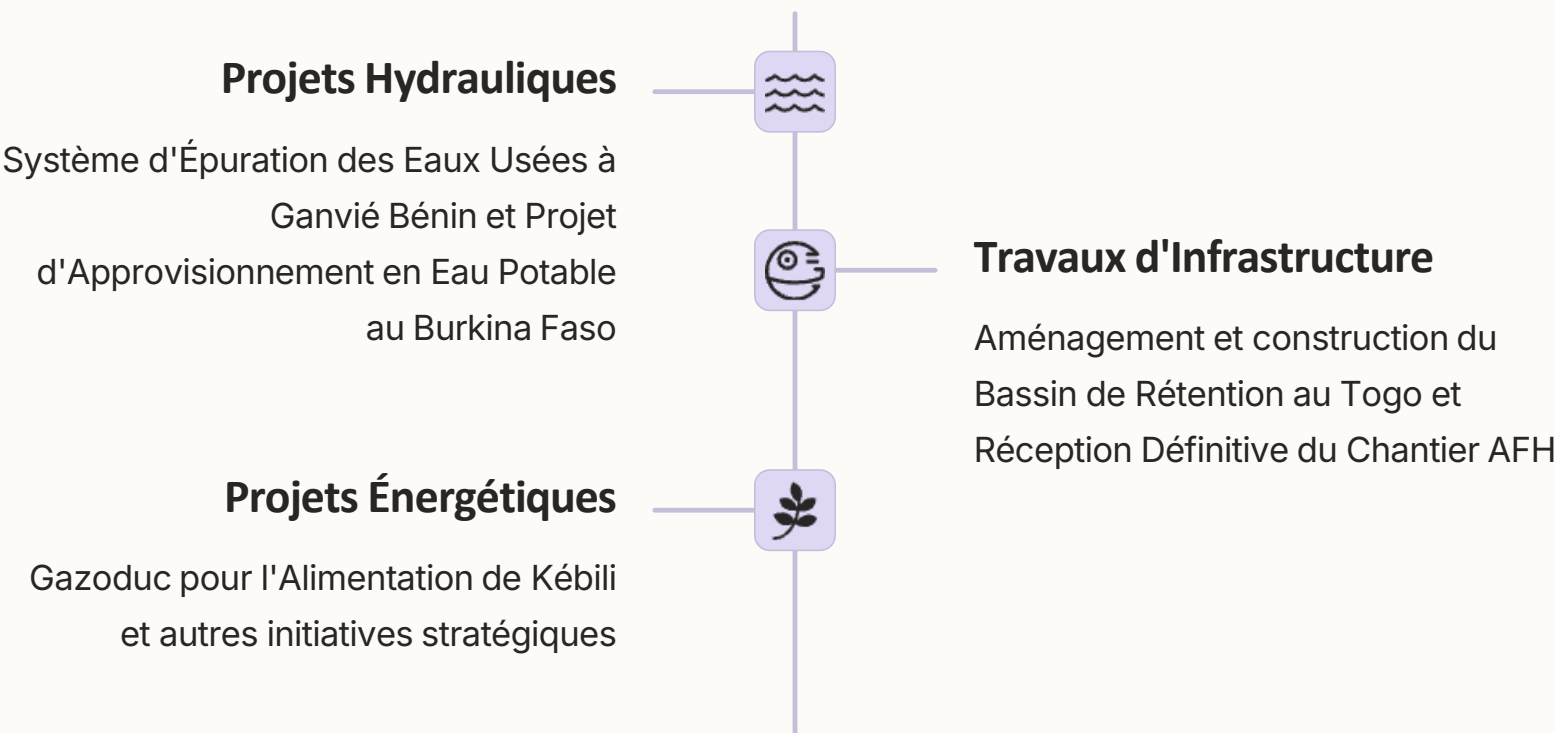 Projets Hydrauliques
Système d'Épuration des Eaux Usées à
Ganvié Bénin et Projet
d'Approvisionnement en Eau Potable
au Burkina Faso
Travaux d'Infrastructure
Aménagement et construction du
Bassin de Rétention au Togo et
Réception Définitive du Chantier AFH
Projets Énergétiques
Gazoduc pour l'Alimentation de Kébili
et autres initiatives stratégiques